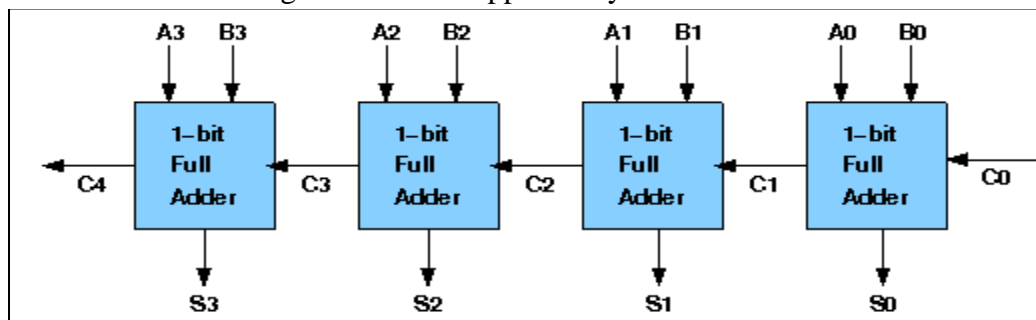 A3 B3 A2 B2 A1 B1 A0 B0
1-bit 1-bit 1-bit 1-bit
Full Full Full Full
Adder Adder Adder Adder
C4 C3 C2 C1 C0
S3 S2 S1 S0